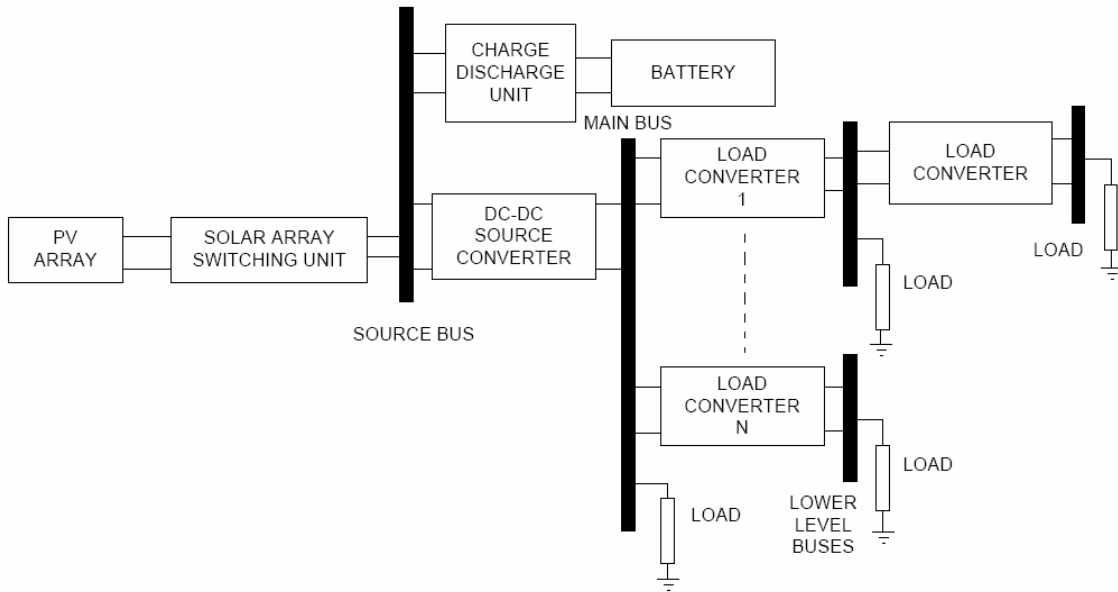 CHARGE
DISCHARGE
UNIT
BATTERY
MAIN BUS
LOAD
CONVERTER
1
LOAD
CONVERTER
PV
ARRAY
SOLAR ARRAY
SWITCHING UNIT
DC-DC
SOURCE
CONVERTER
SOURCE BUS
LOAD
LOAD
LOAD
CONVERTER
N
LOAD
LOAD
LOWER
LEVEL
BUSES